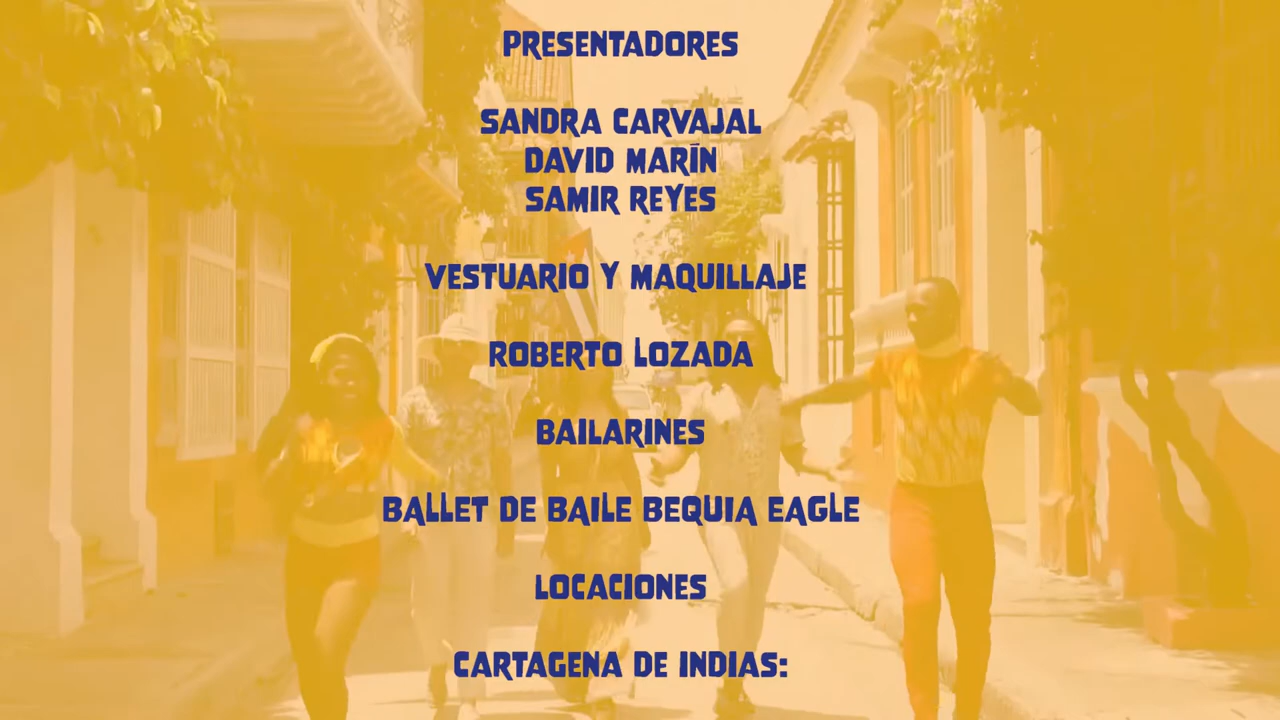 PRESENTADORES
SANDRA CARVAJAL
DAVID MARÍN
SAMIR REYES
VESTUARIO Y MAQUILLAJE
ROBERTO LOZADA
BAILARINES
BALLET DE BAILE BEQUIA EAGLE
LOCACIONES
CARTAGENA DE INDIAS: